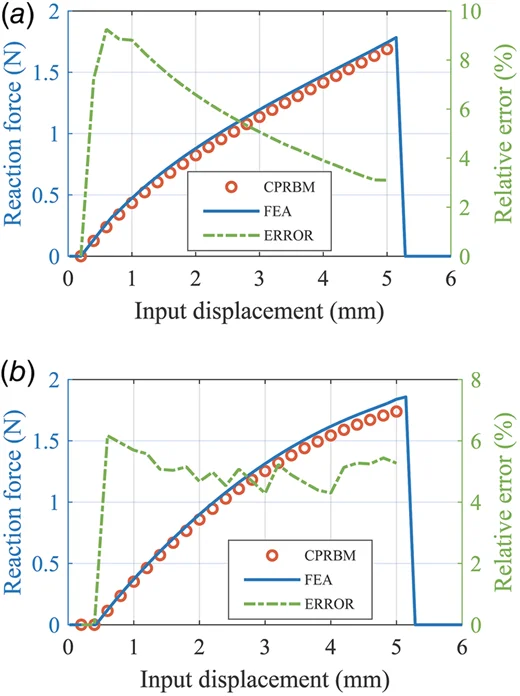 (a)
2
1.5
1
0.5
0
Reaction force (N)
10
8
6
4
2
0
Relative error (%)
CPRBM
FEA
ERROR
0 1 2 3 4 5 6
Input displacement (mm)
(b)
2
1.5
1
0.5
0
Reaction force (N)
8
6
4
2
0
Relative error (%)
CPRBM
FEA
ERROR
0 1 2 3 4 5 6
Input displacement (mm)